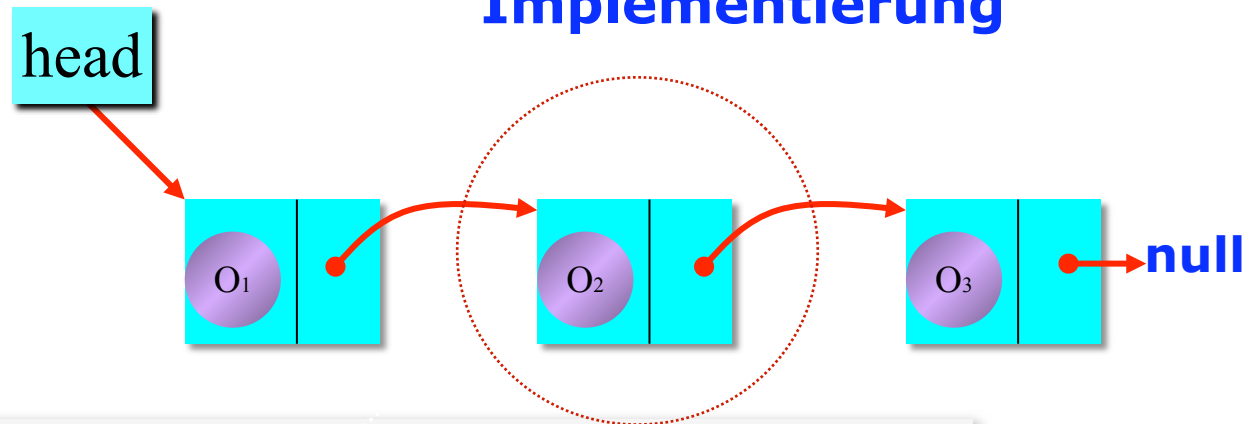 Implementierung
head
O1
O2
O3
null